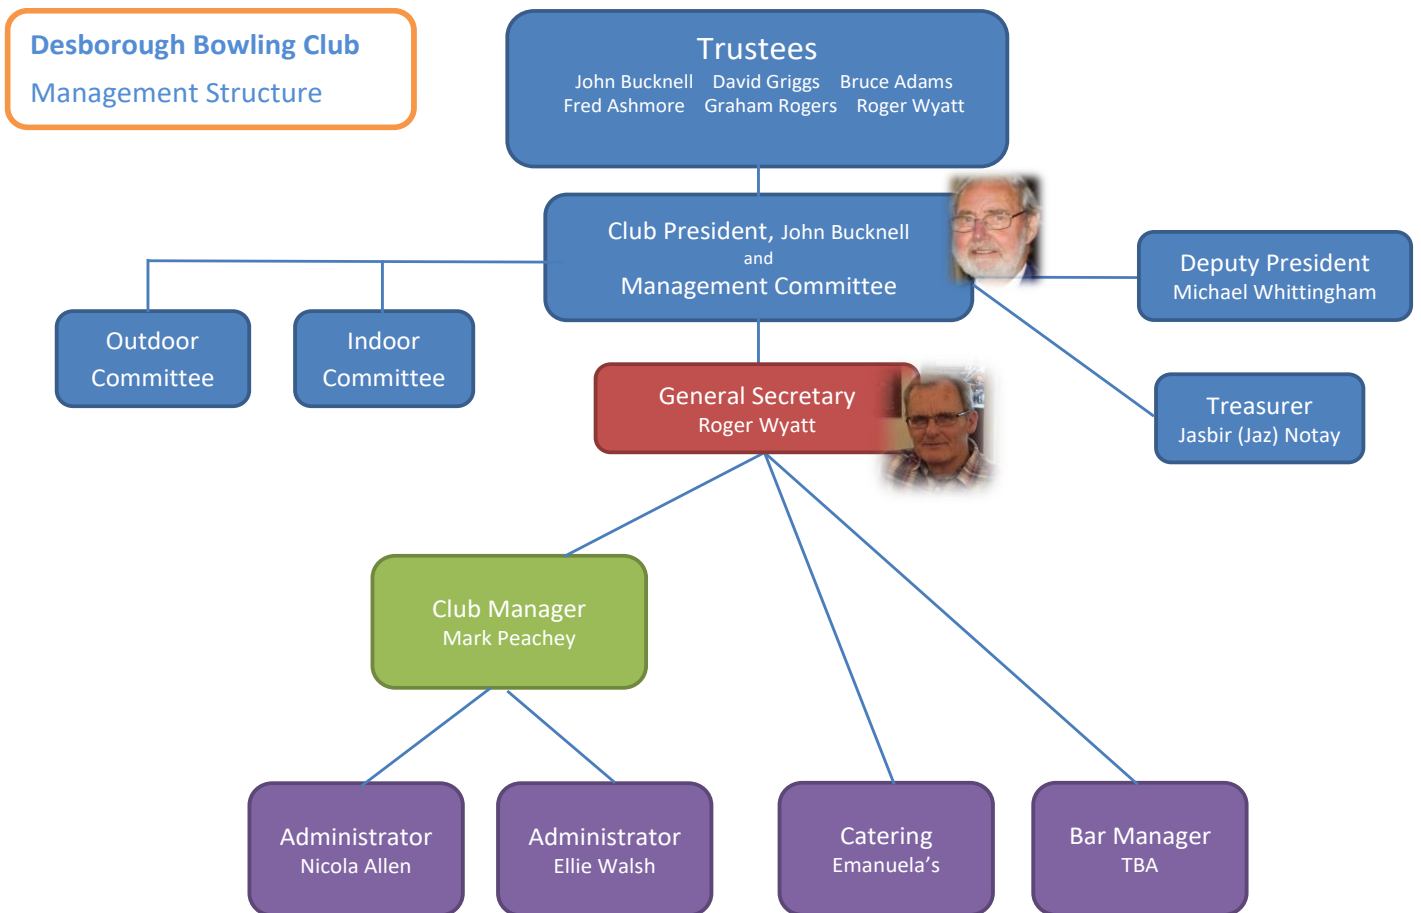 Desborough Bowling Club
Management Structure
Trustees
John Bucknell David Griggs Bruce Adams
Fred Ashmore Graham Rogers Roger Wyatt
Club President, John Bucknell
and
Management Committee
Deputy President
Michael Whittingham
Outdoor
Committee
Indoor
Committee
General Secretary
Roger Wyatt
Treasurer
Jasbir (Jaz) Notay
Club Manager
Mark Peachey
Administrator
Nicola Allen
Administrator
Ellie Walsh
Catering
Emanuela’s
Bar Manager
TBA